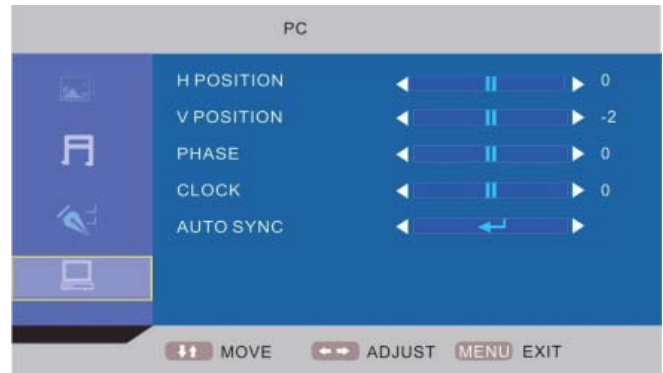 PC
H POSITION 0
V POSITION -2
PHASE 0
CLOCK 0
AUTO SYNC
MOVE ADJUST MENU EXIT